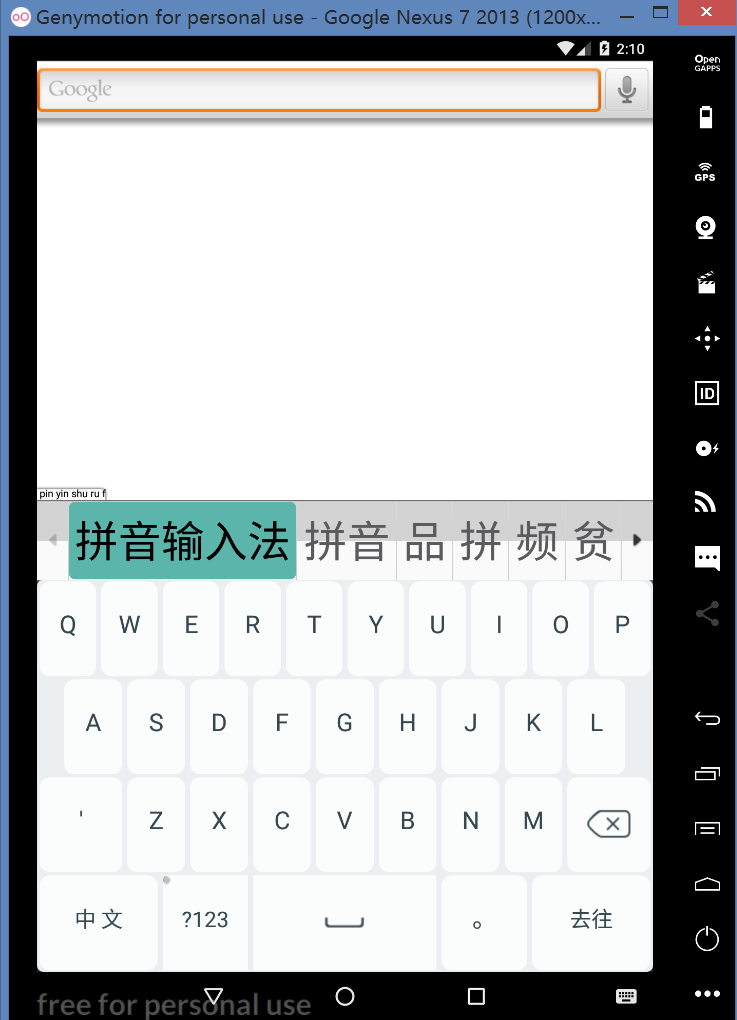 Genymotion for personal use - Google Nexus 7 2013 (1200x...
2:10
Open
GAPPS
Google
GPS
ID
pin yin shu ru f
拼音输入法 拼音 品 拼 频 贫
Q W E R T Y U I O P
A S D F G H J K L
' Z X C V B N M
中文 ?123 。 去往
free for personal use